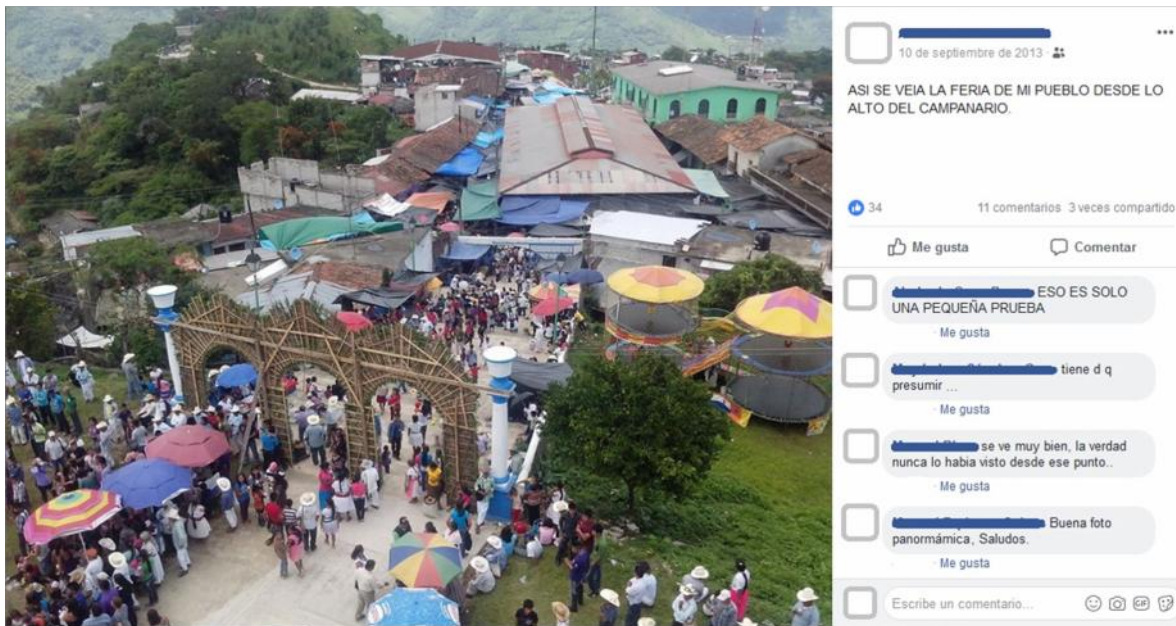 10 de septiembre de 2013
ASI SE VEIA LA FERIA DE MI PUEBLO DESDE LO
ALTO DEL CAMPANARIO.
34
11 comentarios 3 veces compartido
Me gusta
Comentar
ESO ES SOLO
UNA PEQUEÑA PRUEBA
Me gusta
tiene d q
presumir ...
Me gusta
se ve muy bien, la verdad
nunca lo habia visto desde ese punto..
Me gusta
Buena foto
panormámica, Saludos.
Me gusta
Escribe un comentario...
GIF